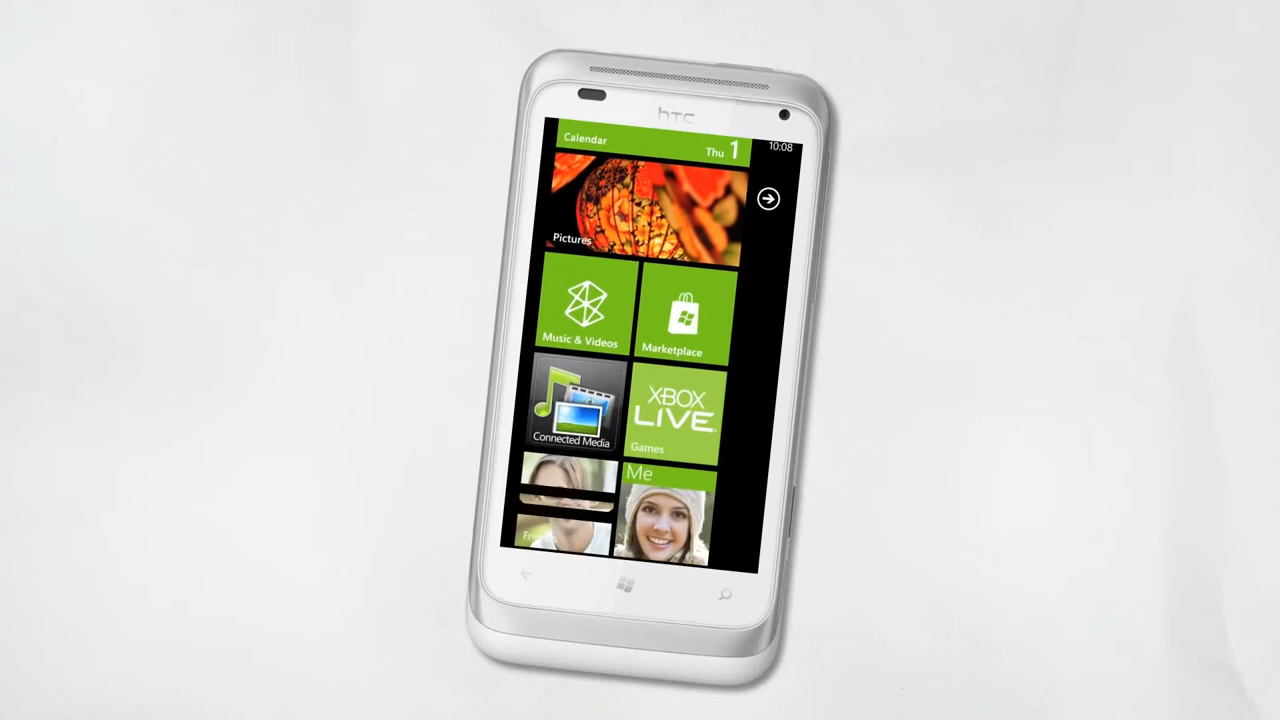 htc
Calendar
Thu 1
10:08
Pictures
Music & Videos
Marketplace
Connected Media
XBOX
LIVE
Games
Me